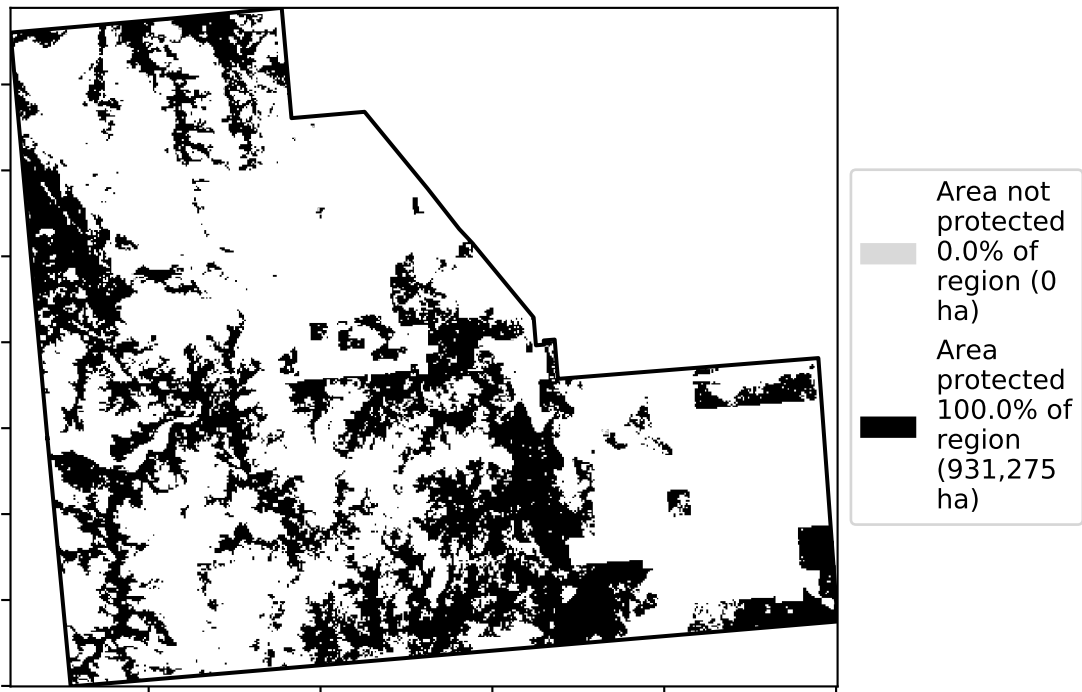 Area not
protected
0.0% of
region (0
ha)
Area
protected
100.0% of
region
(931,275
ha)